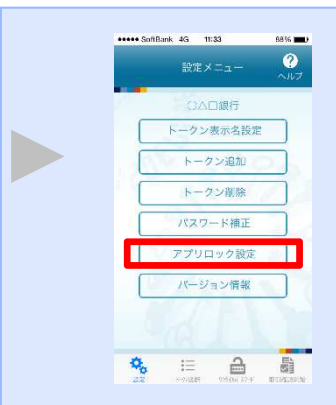 ●●●●● SoftBank 4G 11:33 88%
設定メニュー
?
ヘルプ
○△□銀行
トークン表示名設定
トークン追加
トークン削除
パスワード補正
アプリロック設定
バージョン情報
設定